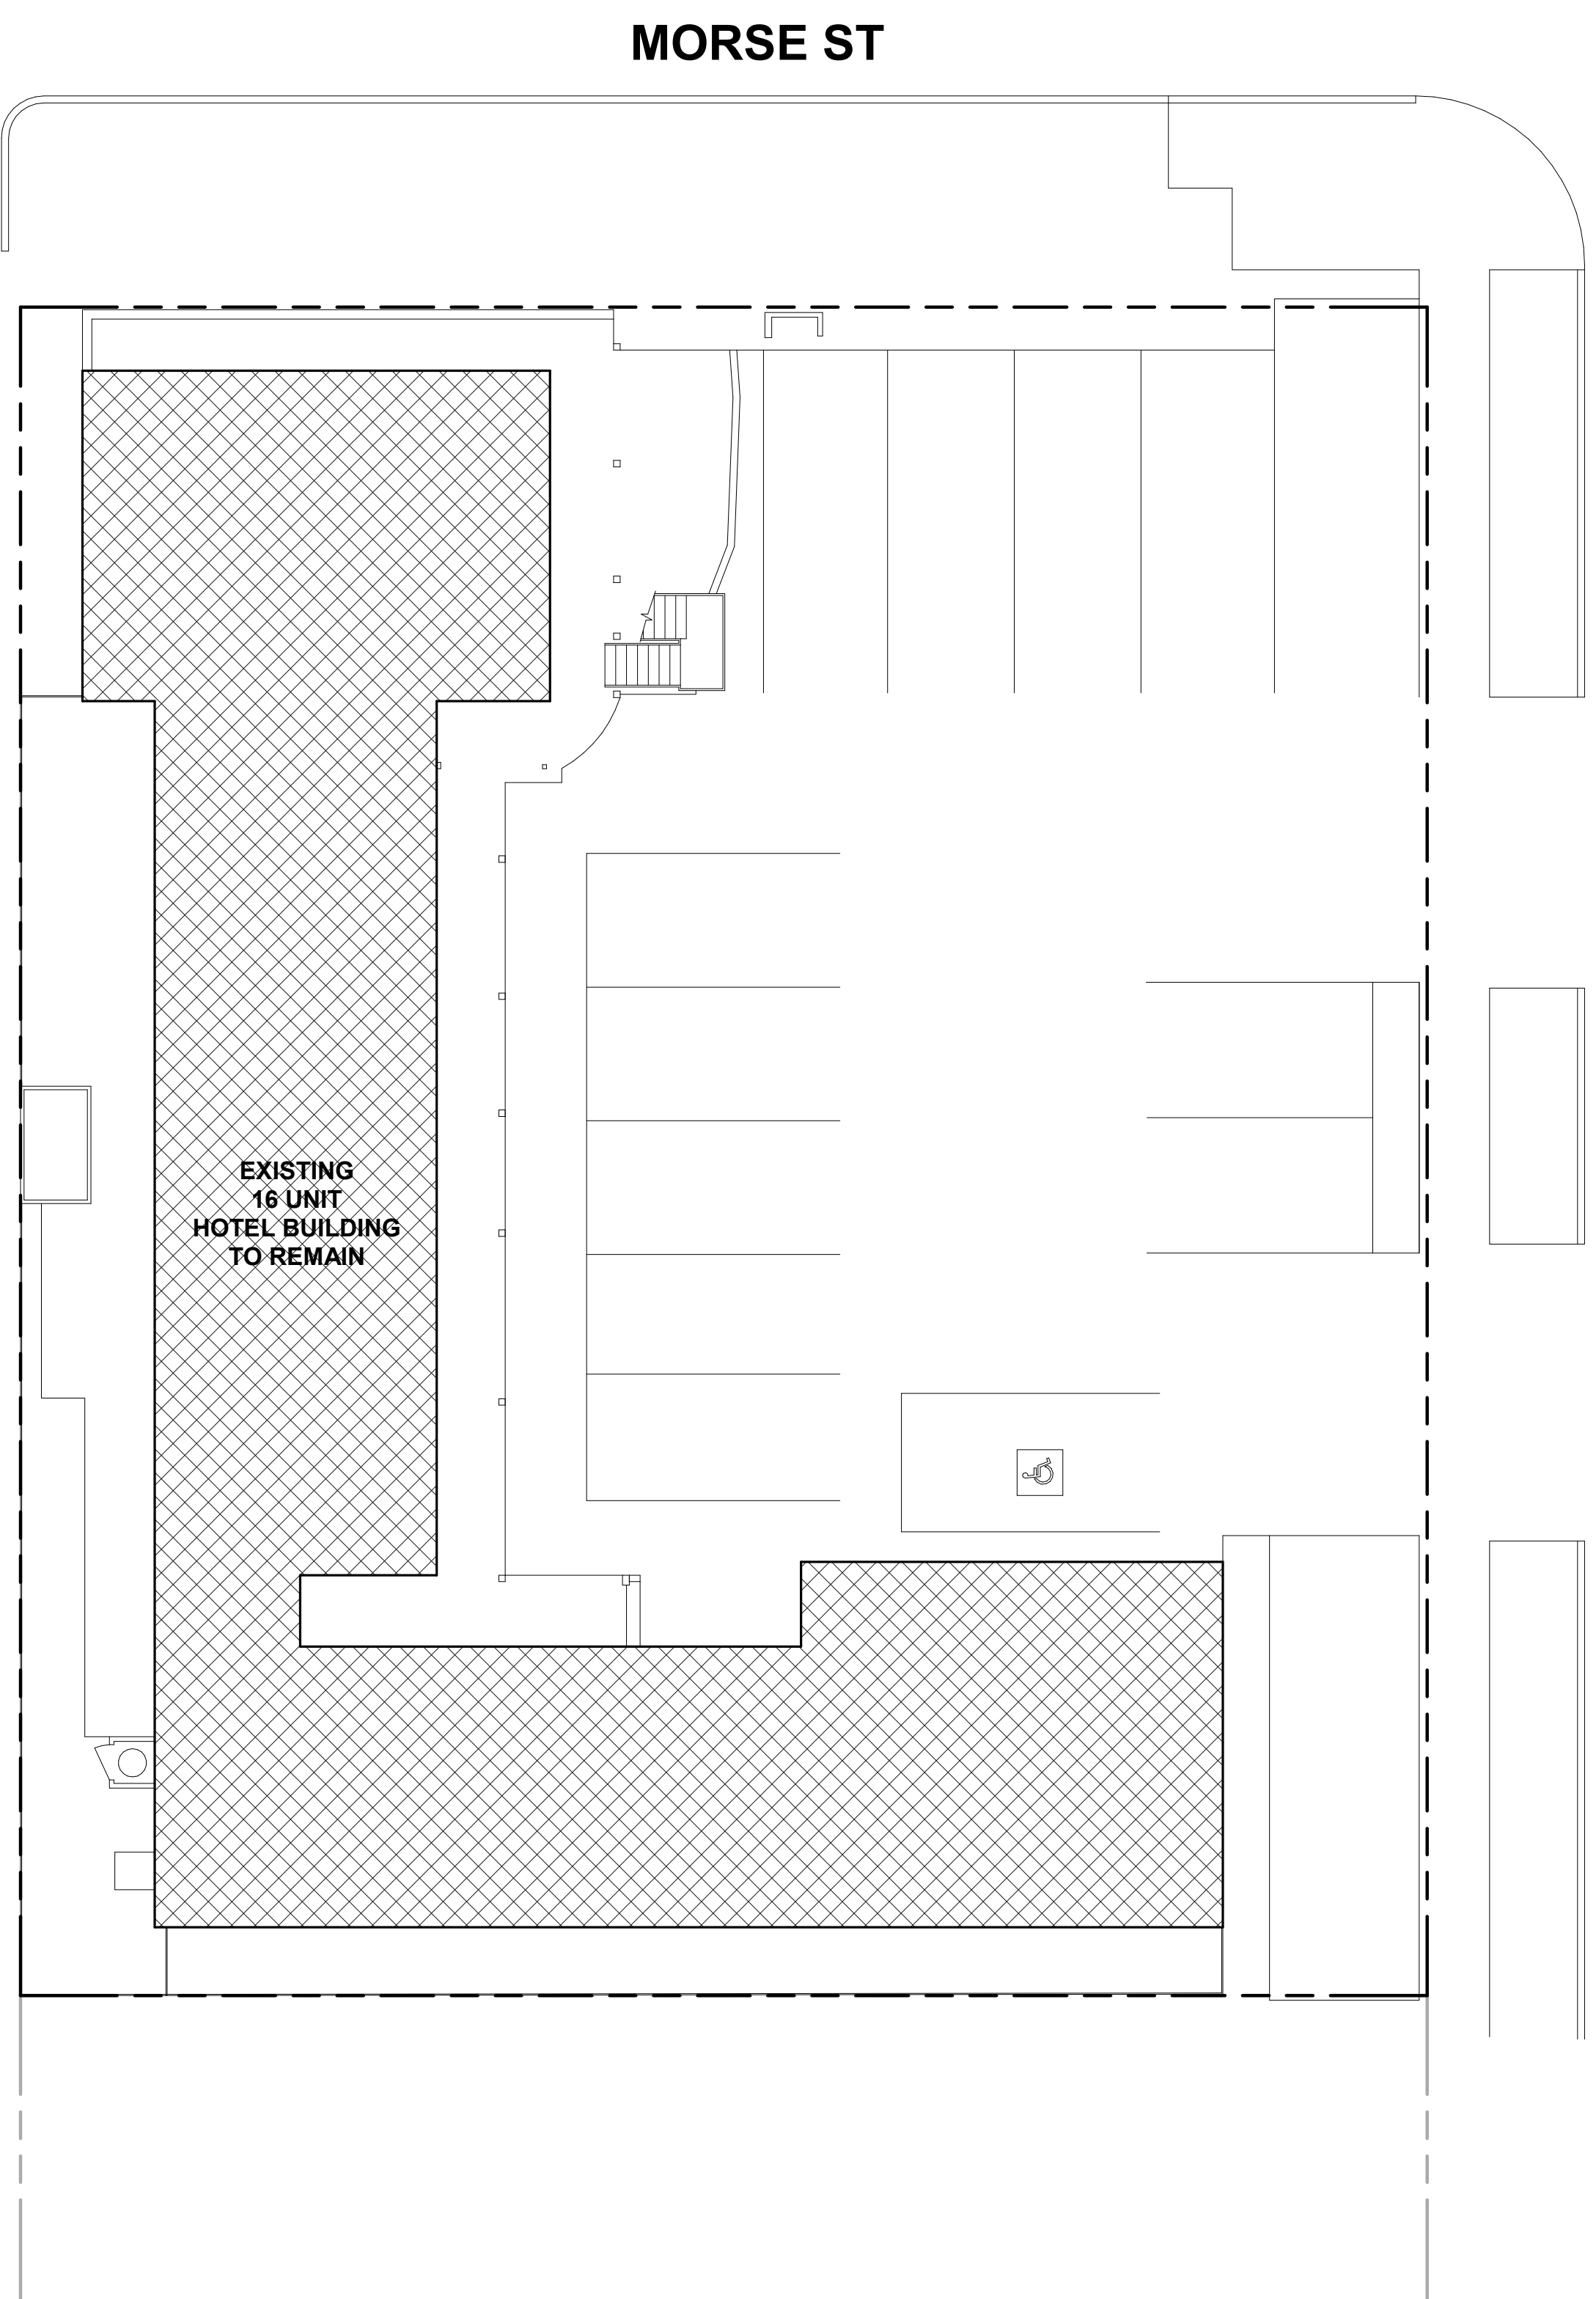 MORSE ST
EXISTING
16 UNIT
HOTEL BUILDING
TO REMAIN